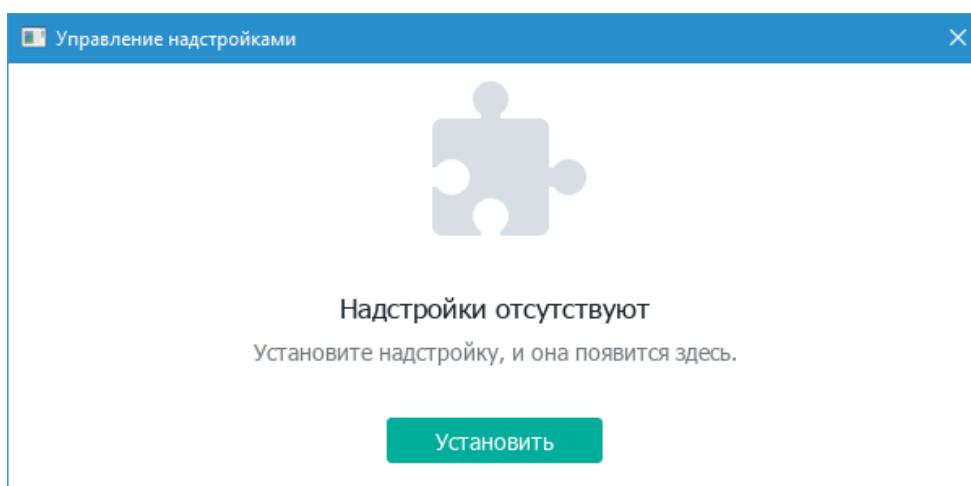 Управление надстройками
Надстройки отсутствуют
Установите надстройку, и она появится здесь.
Установить